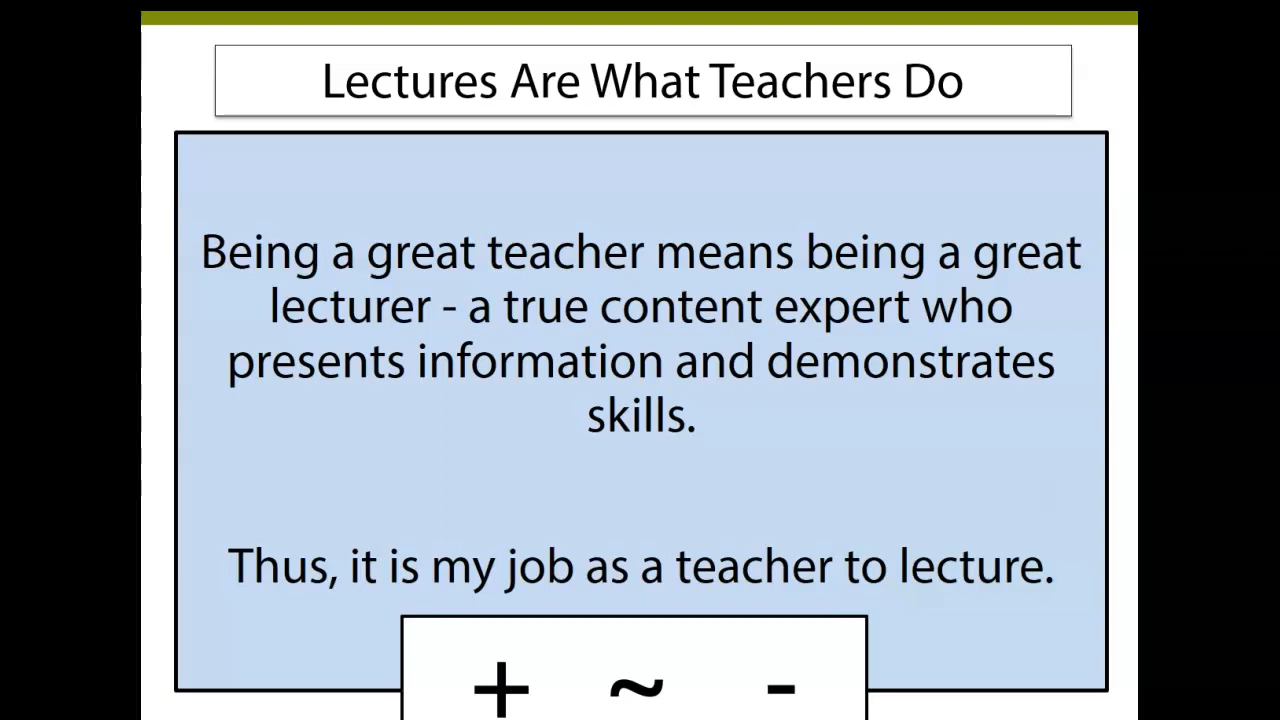 Lectures Are What Teachers Do
Being a great teacher means being a great
lecturer - a true content expert who
presents information and demonstrates
skills.
Thus, it is my job as a teacher to lecture.
+ ~ -